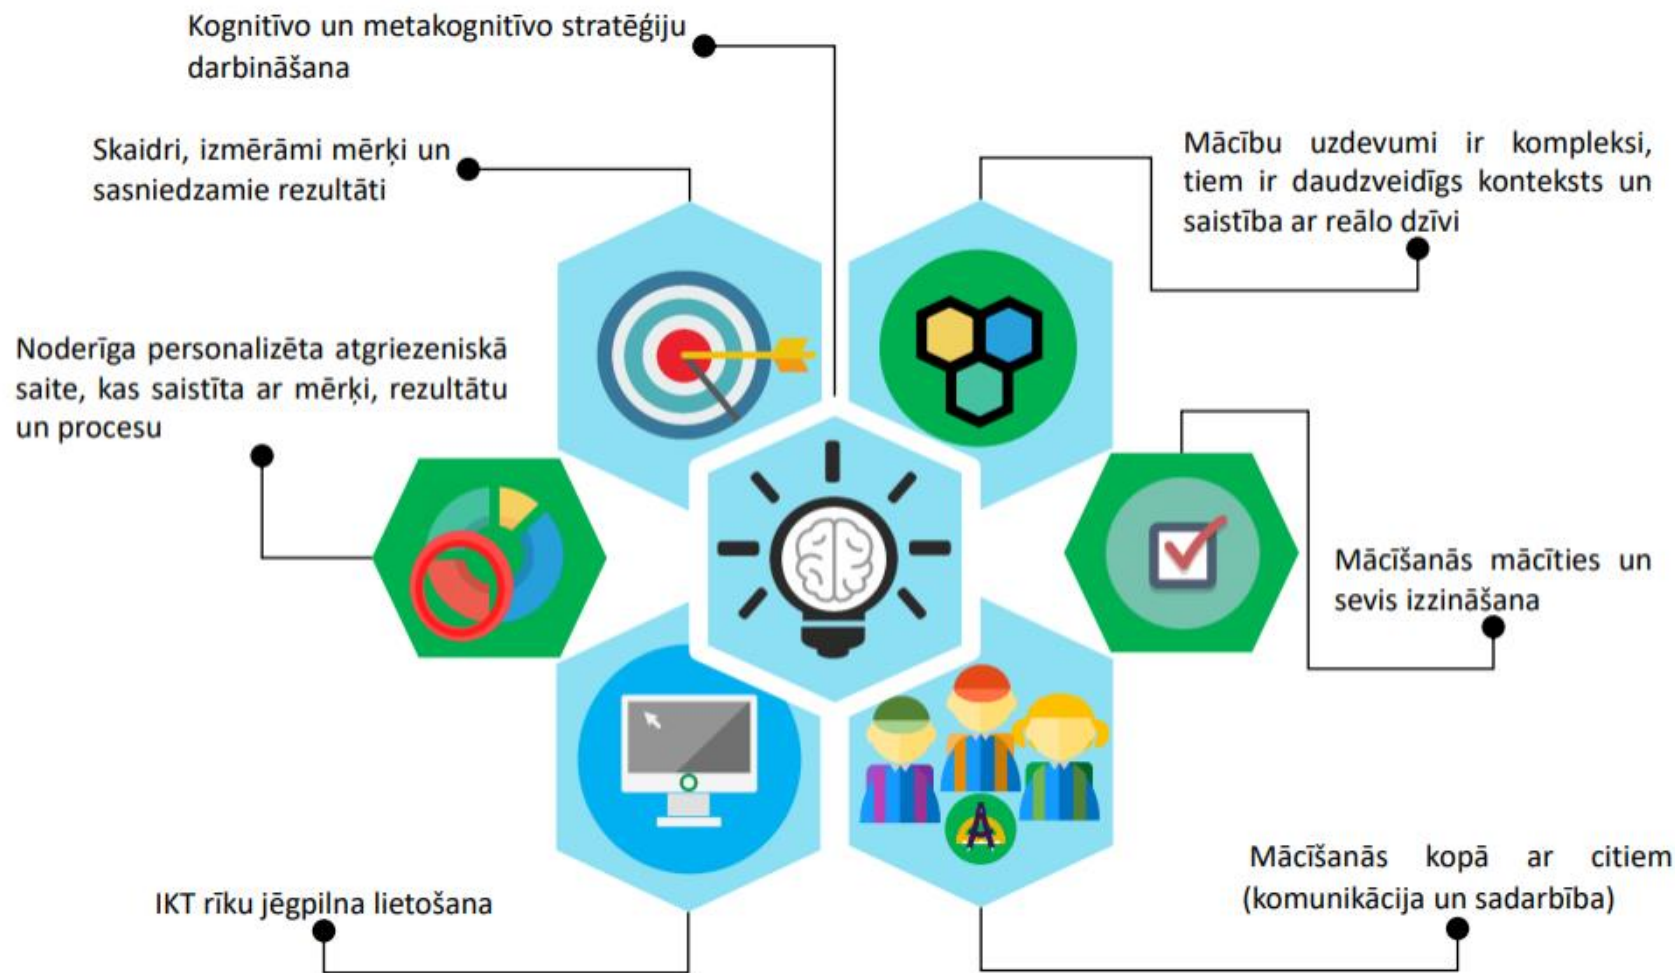 Kognitīvo un metakognitīvo stratēģiju
darbināšana
Skaidri, izmērāmi mērķi un
sasniedzamie rezultāti
Mācību uzdevumi ir kompleksi,
tiem ir daudzveidīgs konteksts un
saistība ar reālo dzīvi
Noderīga personalizēta atgriezeniskā
saite, kas saistīta ar mērķi, rezultātu
un procesu
Mācīšanās mācīties un
sevis izzināšana
IKT rīku jēgpilna lietošana
Mācīšanās kopā ar citiem
(komunikācija un sadarbība)